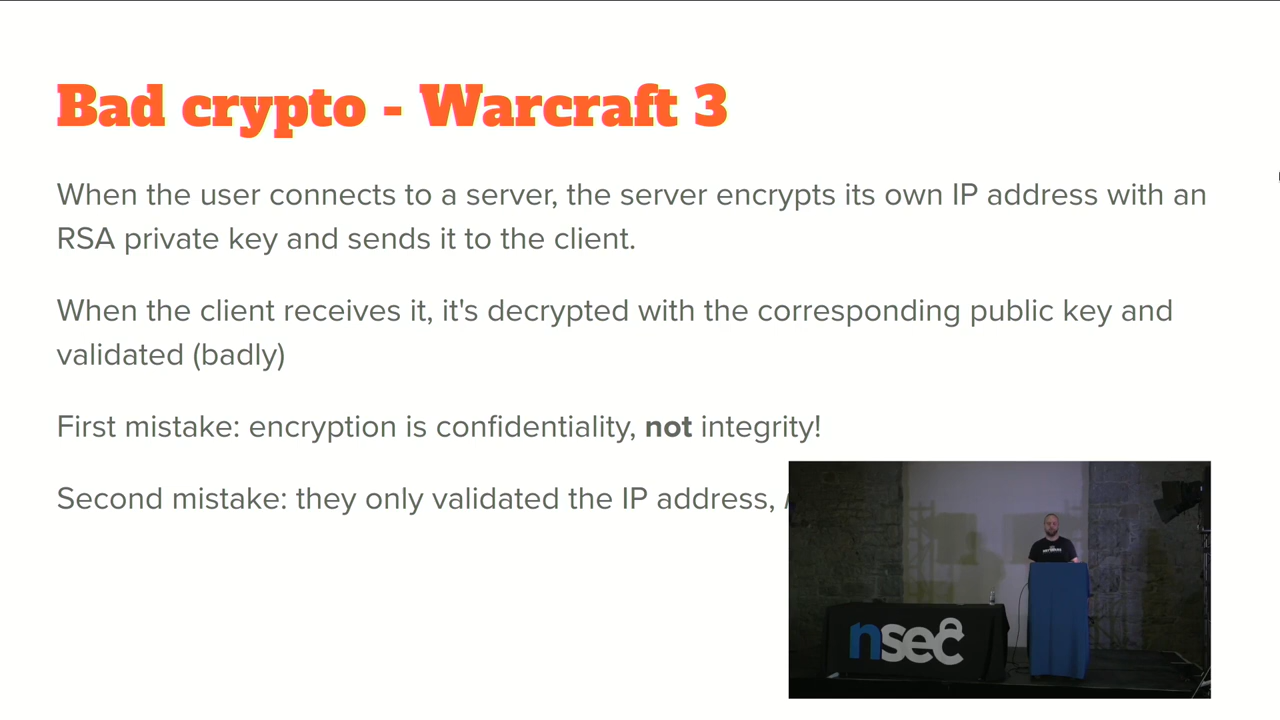 Bad crypto - Warcraft 3
When the user connects to a server, the server encrypts its own IP address with an
RSA private key and sends it to the client.
When the client receives it, it's decrypted with the corresponding public key and
validated (badly)
First mistake: encryption is confidentiality, not integrity!
Second mistake: they only validated the IP address,
nsec